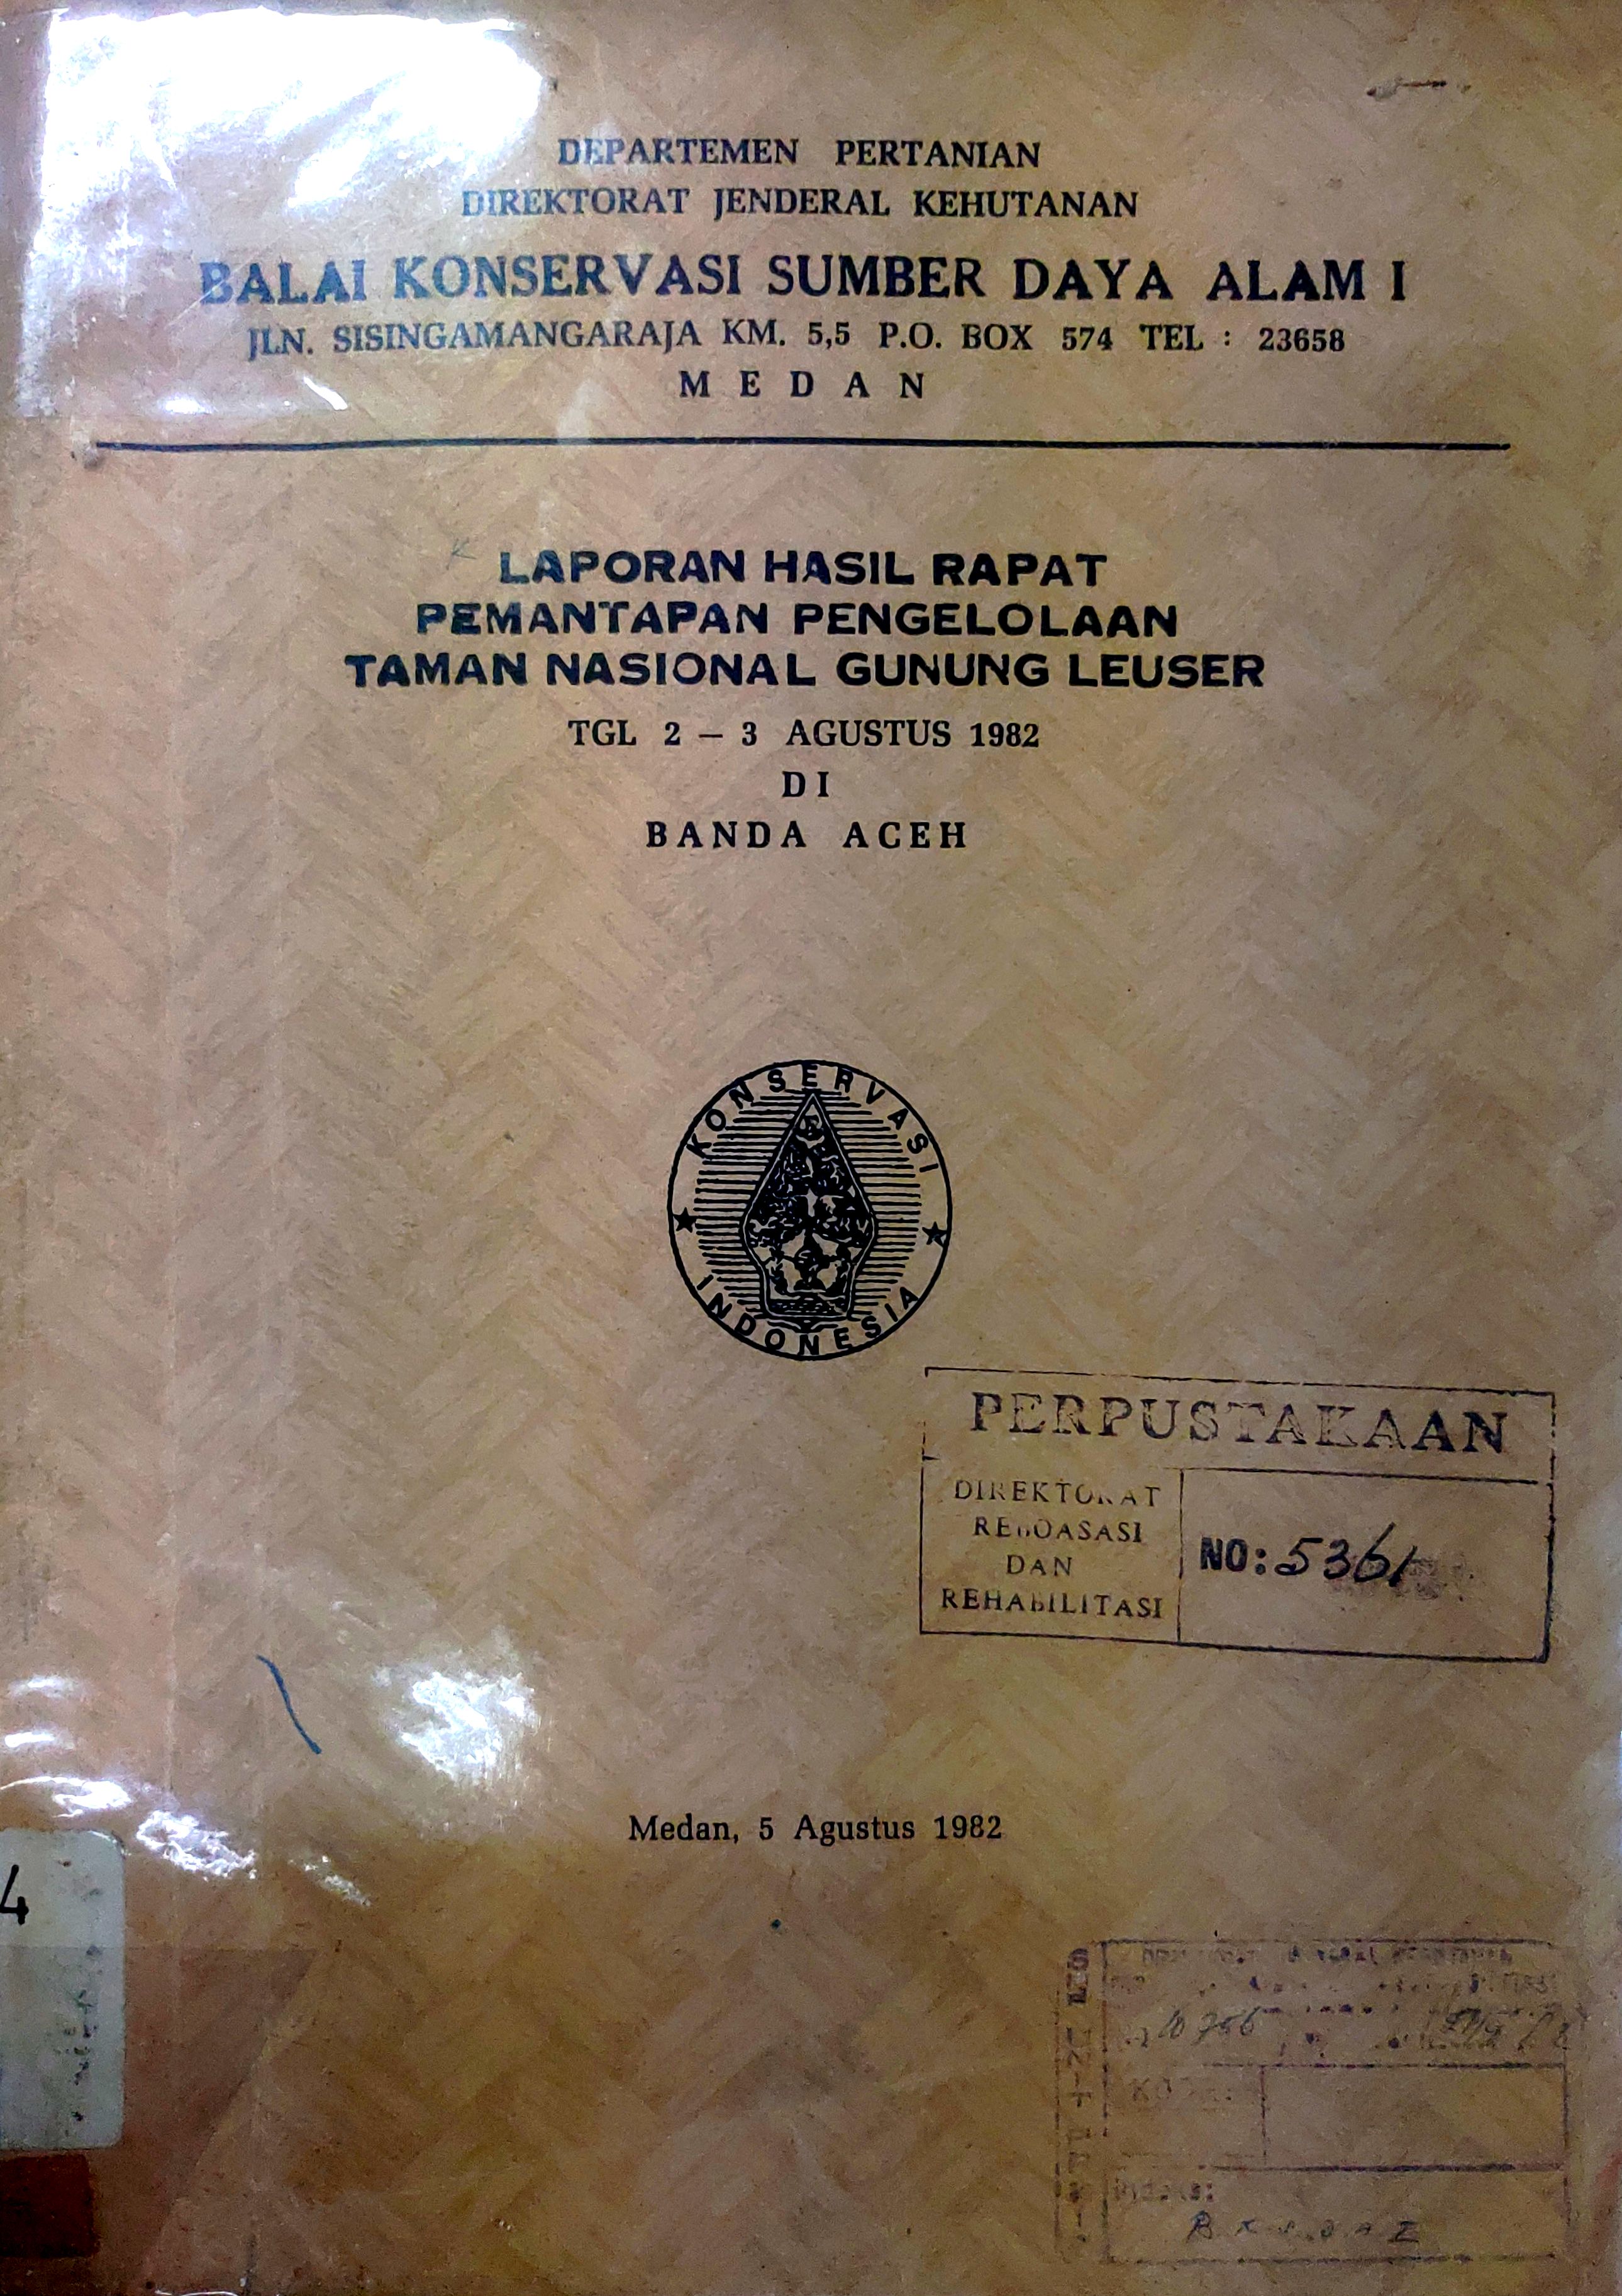 DEPARTEMEN PERTANIAN
DIREKTORAT JENDERAL KEHUTANAN
BALAI KONSERVASI SUMBER DAYA ALAM I
JLN. SISINGAMANGARAJA KM. 5,5 P.O. BOX 574 TEL : 23658
MEDAN
LAPORAN HASIL RAPAT
PEMANTAPAN PENGELOLAAN
TAMAN NASIONAL GUNUNG LEUSER
TGL 2 – 3 AGUSTUS 1982
DI
BANDA ACEH
KONSERVASI
INDONESIA
PERPUSTAKAAN
DIREKTORAT
REBOASASI
DAN
REHABILITASI
NO: 5361
Medan, 5 Agustus 1982
4